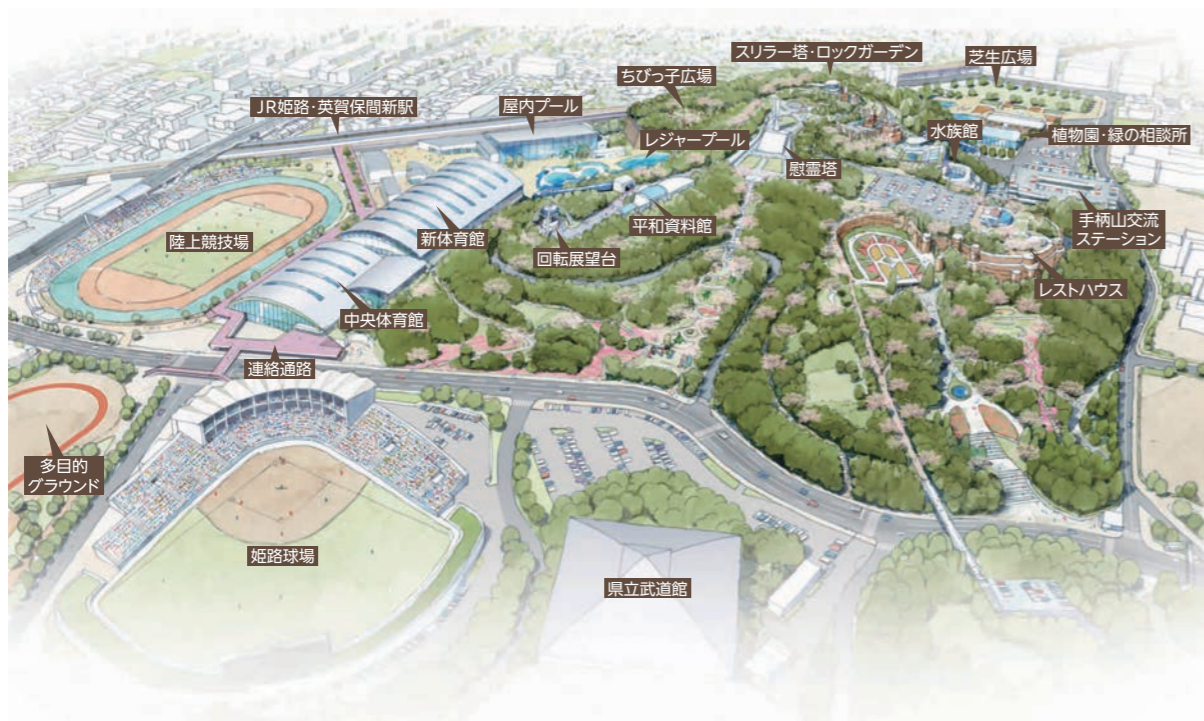 スリラー塔・ロックガーデン
芝生広場
ちびっ子広場
JR姫路・英賀保間新駅
屋内プール
水族館
植物園・緑の相談所
レジャープール
慰霊塔
平和資料館
手柄山交流
ステーション
陸上競技場
新体育館
回転展望台
レストハウス
中央体育館
連絡通路
多目的
グラウンド
姫路球場
県立武道館